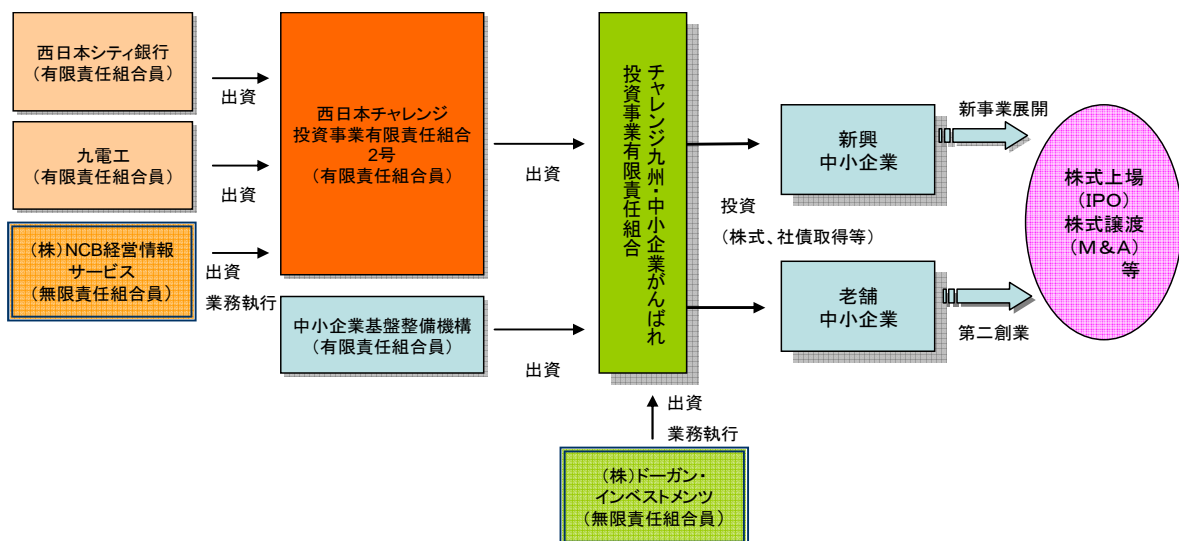 西日本シティ銀行
(有限責任組合員)
出資
九電工
(有限責任組合員)
出資
(株)NCB経営情報
サービス
(無限責任組合員)
出資
業務執行
西日本チャレンジ
投資事業有限責任組合
2号
(有限責任組合員)
出資
中小企業基盤整備機構
(有限責任組合員)
出資
チャレンジ九州・中小企業がんばれ
投資事業有限責任組合
出資
業務執行
(株)ドーガン・
インベストメンツ
(無限責任組合員)
投資
(株式、社債取得等)
新興
中小企業
新事業展開
老舗
中小企業
第二創業
株式上場
(IPO)
株式譲渡
(M&A)
等